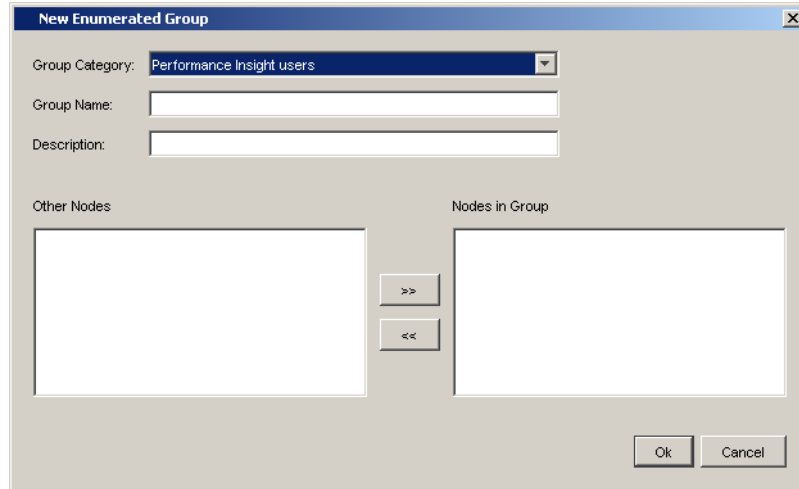 New Enumerated Group
Group Category: Performance Insight users
Group Name:
Description:
Other Nodes
Nodes in Group
>>
<<
Ok
Cancel